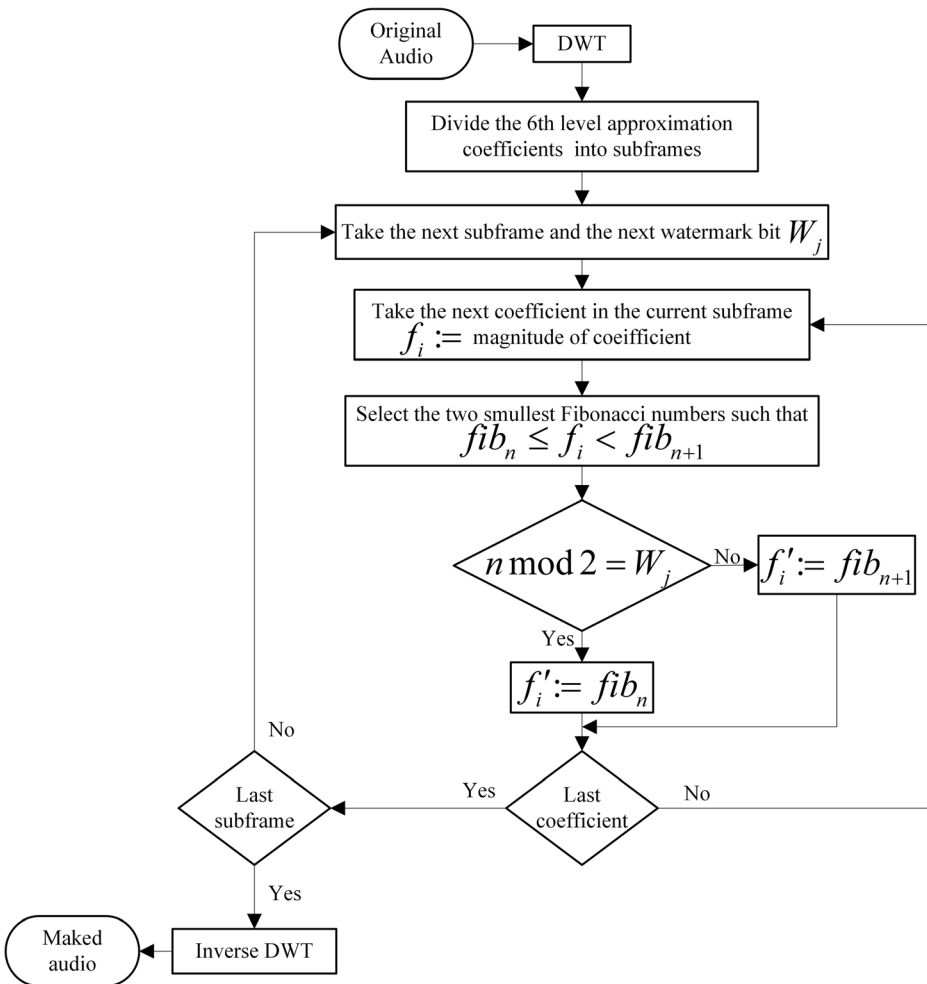 Original
Audio
DWT
Divide the 6th level approximation
coefficients into subframes
Take the next subframe and the next watermark bit W_j
Take the next coefficient in the current subframe
f_i := magnitude of coeifficient
Select the two smullest Fibonacci numbers such that
fib_n ≤ f_i < fib_{n+1}
n mod 2 = W_j
No
f_i′:= fib_{n+1}
Yes
f_i′:= fib_n
No
Last
subframe
Yes
Last
coefficient
No
Yes
Maked
audio
Inverse DWT